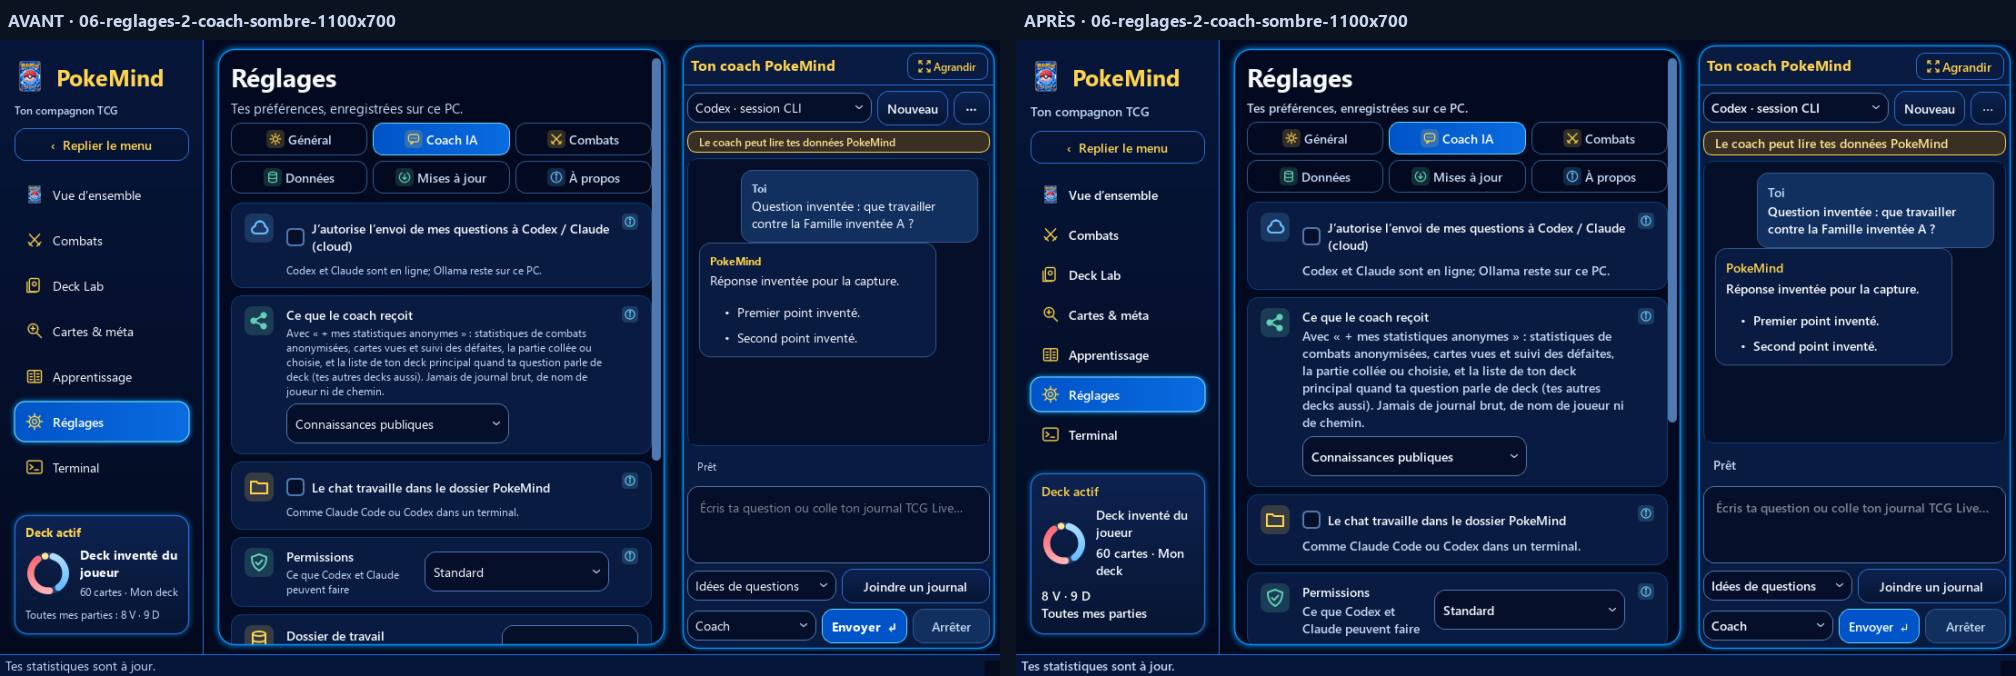 AVANT · 06-reglages-2-coach-sombre-1100x700
PokeMind
Ton compagnon TCG
‹ Replier le menu
Vue d'ensemble
Combats
Deck Lab
Cartes & méta
Apprentissage
Réglages
Terminal
Deck actif
Deck inventé du
joueur
60 cartes · Mon deck
Toutes mes parties : 8 V · 9 D
Réglages
Tes préférences, enregistrées sur ce PC.
Général
Coach IA
Combats
Données
Mises à jour
À propos
J'autorise l'envoi de mes questions à Codex / Claude
(cloud)
Codex et Claude sont en ligne; Ollama reste sur ce PC.
Ce que le coach reçoit
Avec « + mes statistiques anonymes » : statistiques de combats
anonymisées, cartes vues et suivi des défaites, la partie collée ou
choisie, et la liste de ton deck principal quand ta question parle de
deck (tes autres decks aussi). Jamais de journal brut, de nom de
joueur ni de chemin.
Connaissances publiques
Le chat travaille dans le dossier PokeMind
Comme Claude Code ou Codex dans un terminal.
Permissions
Ce que Codex et Claude
peuvent faire
Standard
Dossier de travail
Ton coach PokeMind
Agrandir
Codex · session CLI
Nouveau
...
Le coach peut lire tes données PokeMind
Toi
Question inventée : que travailler
contre la Famille inventée A ?
PokeMind
Réponse inventée pour la capture.
• Premier point inventé.
• Second point inventé.
Prêt
Écris ta question ou colle ton journal TCG Live...
Idées de questions
Joindre un journal
Coach
Envoyer ↲
Arrêter
Tes statistiques sont à jour.
APRÈS · 06-reglages-2-coach-sombre-1100x700
PokeMind
Ton compagnon TCG
‹ Replier le menu
Vue d'ensemble
Combats
Deck Lab
Cartes & méta
Apprentissage
Réglages
Terminal
Deck actif
Deck inventé du
joueur
60 cartes · Mon
deck
8 V · 9 D
Toutes mes parties
Réglages
Tes préférences, enregistrées sur ce PC.
Général
Coach IA
Combats
Données
Mises à jour
À propos
J'autorise l'envoi de mes questions à Codex / Claude
(cloud)
Codex et Claude sont en ligne; Ollama reste sur ce PC.
Ce que le coach reçoit
Avec « + mes statistiques anonymes » : statistiques de
combats anonymisées, cartes vues et suivi des défaites,
la partie collée ou choisie, et la liste de ton deck
principal quand ta question parle de deck (tes autres
decks aussi). Jamais de journal brut, de nom de joueur ni
de chemin.
Connaissances publiques
Le chat travaille dans le dossier PokeMind
Comme Claude Code ou Codex dans un terminal.
Permissions
Ce que Codex et
Claude peuvent faire
Standard
Ton coach PokeMind
Agrandir
Codex · session CLI
Nouveau
...
Le coach peut lire tes données PokeMind
Toi
Question inventée : que travailler
contre la Famille inventée A ?
PokeMind
Réponse inventée pour la capture.
• Premier point inventé.
• Second point inventé.
Prêt
Écris ta question ou colle ton journal TCG Live...
Idées de questions
Joindre un journal
Coach
Envoyer ↲
Arrêter
Tes statistiques sont à jour.